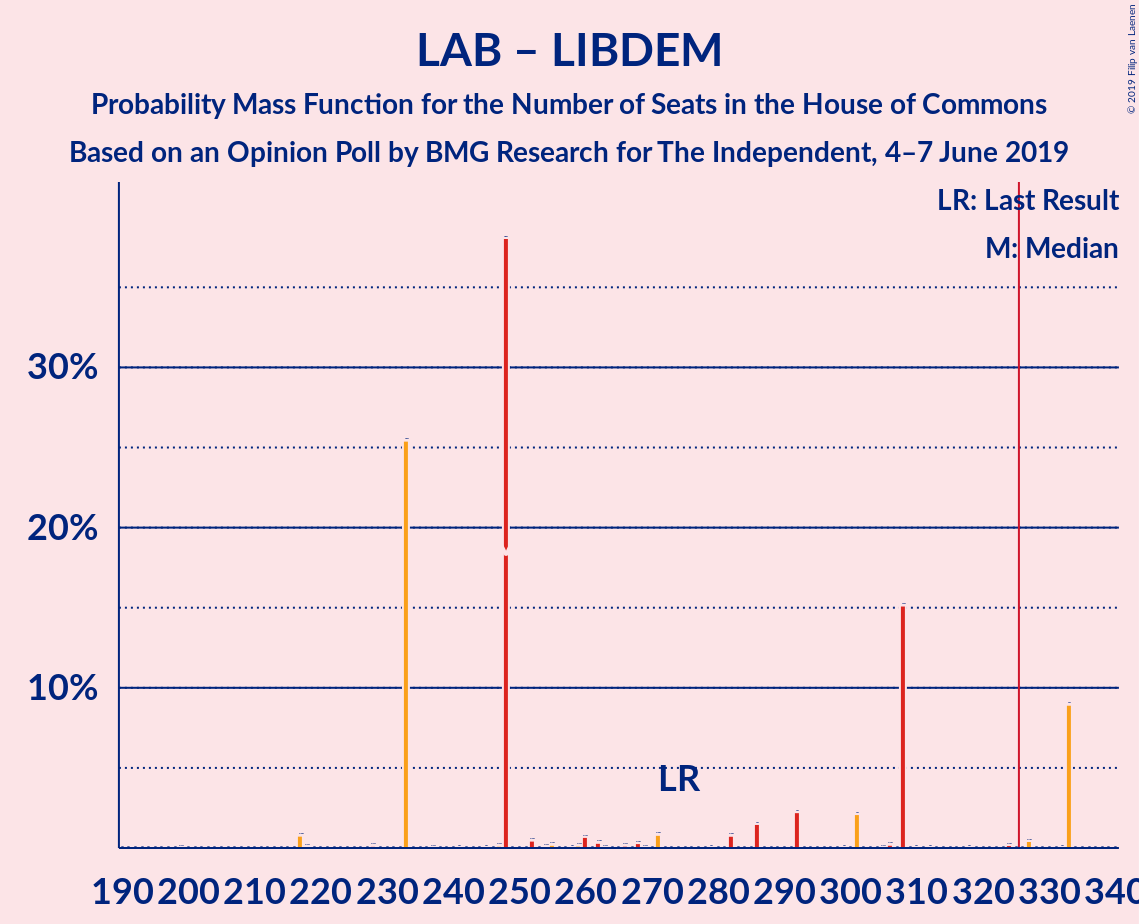 LAB – LIBDEM
Probability Mass Function for the Number of Seats in the House of Commons
Based on an Opinion Poll by BMG Research for The Independent, 4–7 June 2019
© 2019 Filip van Laenen
LR: Last Result
M: Median
30%
20%
10%
LR
190 200 210 220 230 240 250 260 270 280 290 300 310 320 330 340